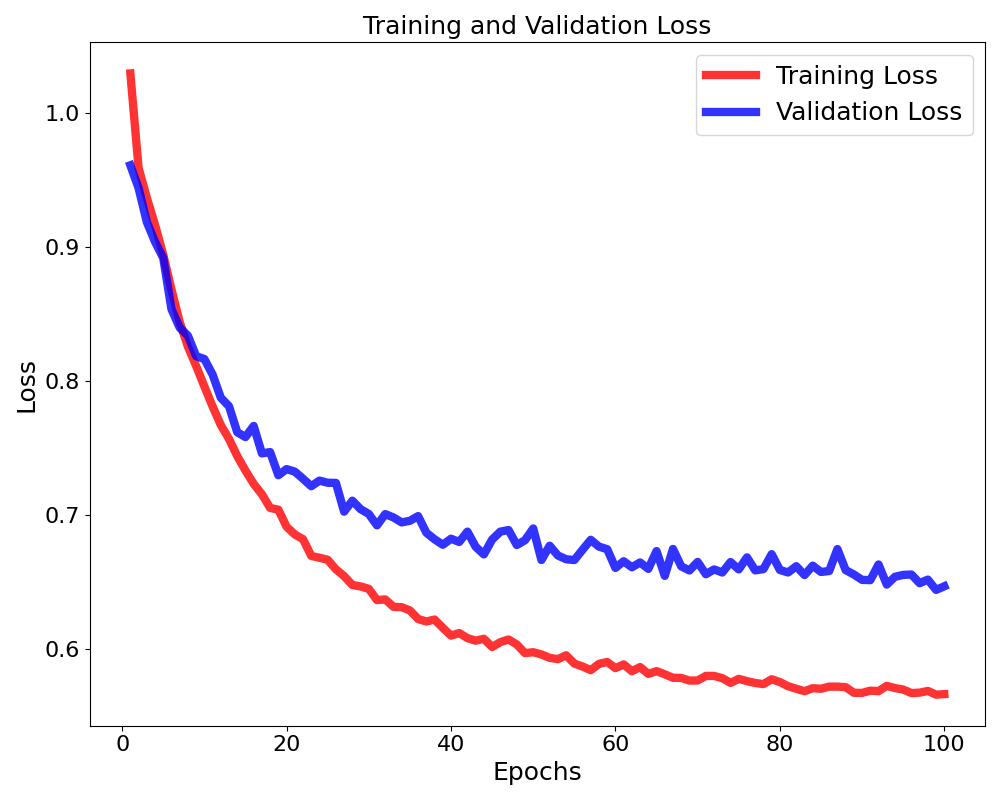 Training and Validation Loss
Training Loss
Validation Loss
1.0
0.9
0.8
0.7
0.6
Loss
0 20 40 60 80 100
Epochs